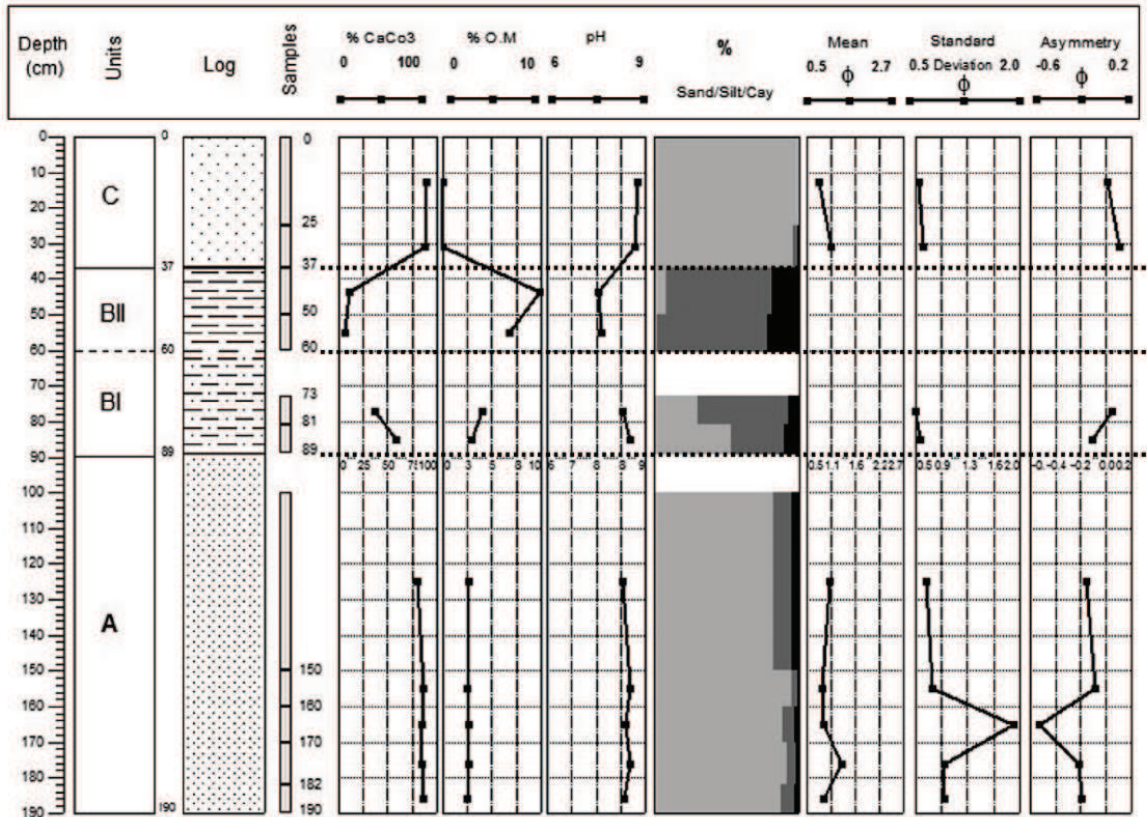 Depth (cm)
Units
Log
Samples
% CaCo3
0 100
% O.M
0 10
pH
6 9
%
Sand/Silt/Cay
Mean
0.5 2.7
ϕ
Standard
0.5 Deviation 2.0
ϕ
Asymmetry
-0.6 0.2
ϕ
0
10
20
30
40
50
60
70
80
90
100
110
120
130
140
150
160
170
180
190
C
BII
BI
A
0
37
60
89
190
0
25
37
50
60
73
81
89
150
160
170
182
190
0 25 50 71 100
0 3 5 8 10
6 7 8 8 9
0.5 1.1 1.6 2.2 2.7
0.5 0.9 1.3 1.6 2.0
-0.-0.4 -0.2 0.00.2